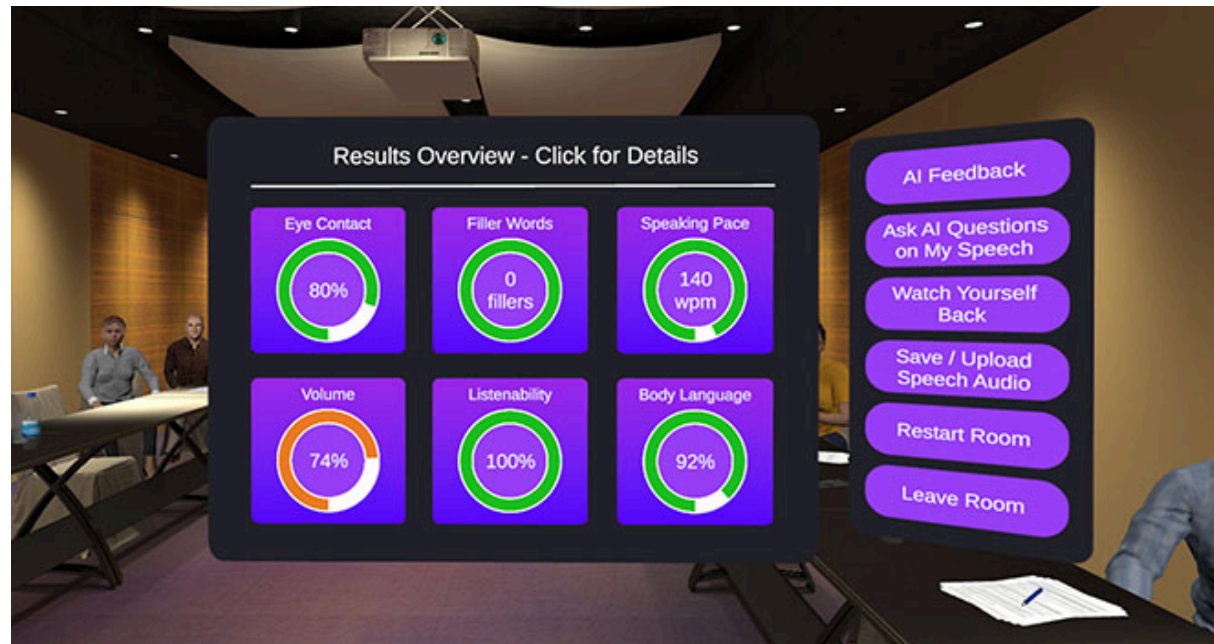 Results Overview - Click for Details
Eye Contact
80%
Filler Words
0
fillers
Speaking Pace
140
wpm
Volume
74%
Listenability
100%
Body Language
92%
AI Feedback
Ask AI Questions
on My Speech
Watch Yourself
Back
Save / Upload
Speech Audio
Restart Room
Leave Room